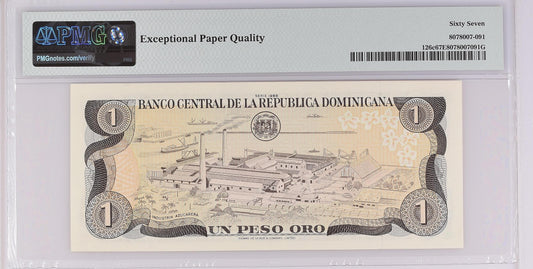 PMG
PMGnotes.com/verify
Exceptional Paper Quality
Sixty Seven
8078007-091
126c67E8078007091G
BANCO CENTRAL DE LA REPUBLICA DOMINICANA
1
1
INDUSTRIA AZUCARERA
1
1
UN PESO ORO